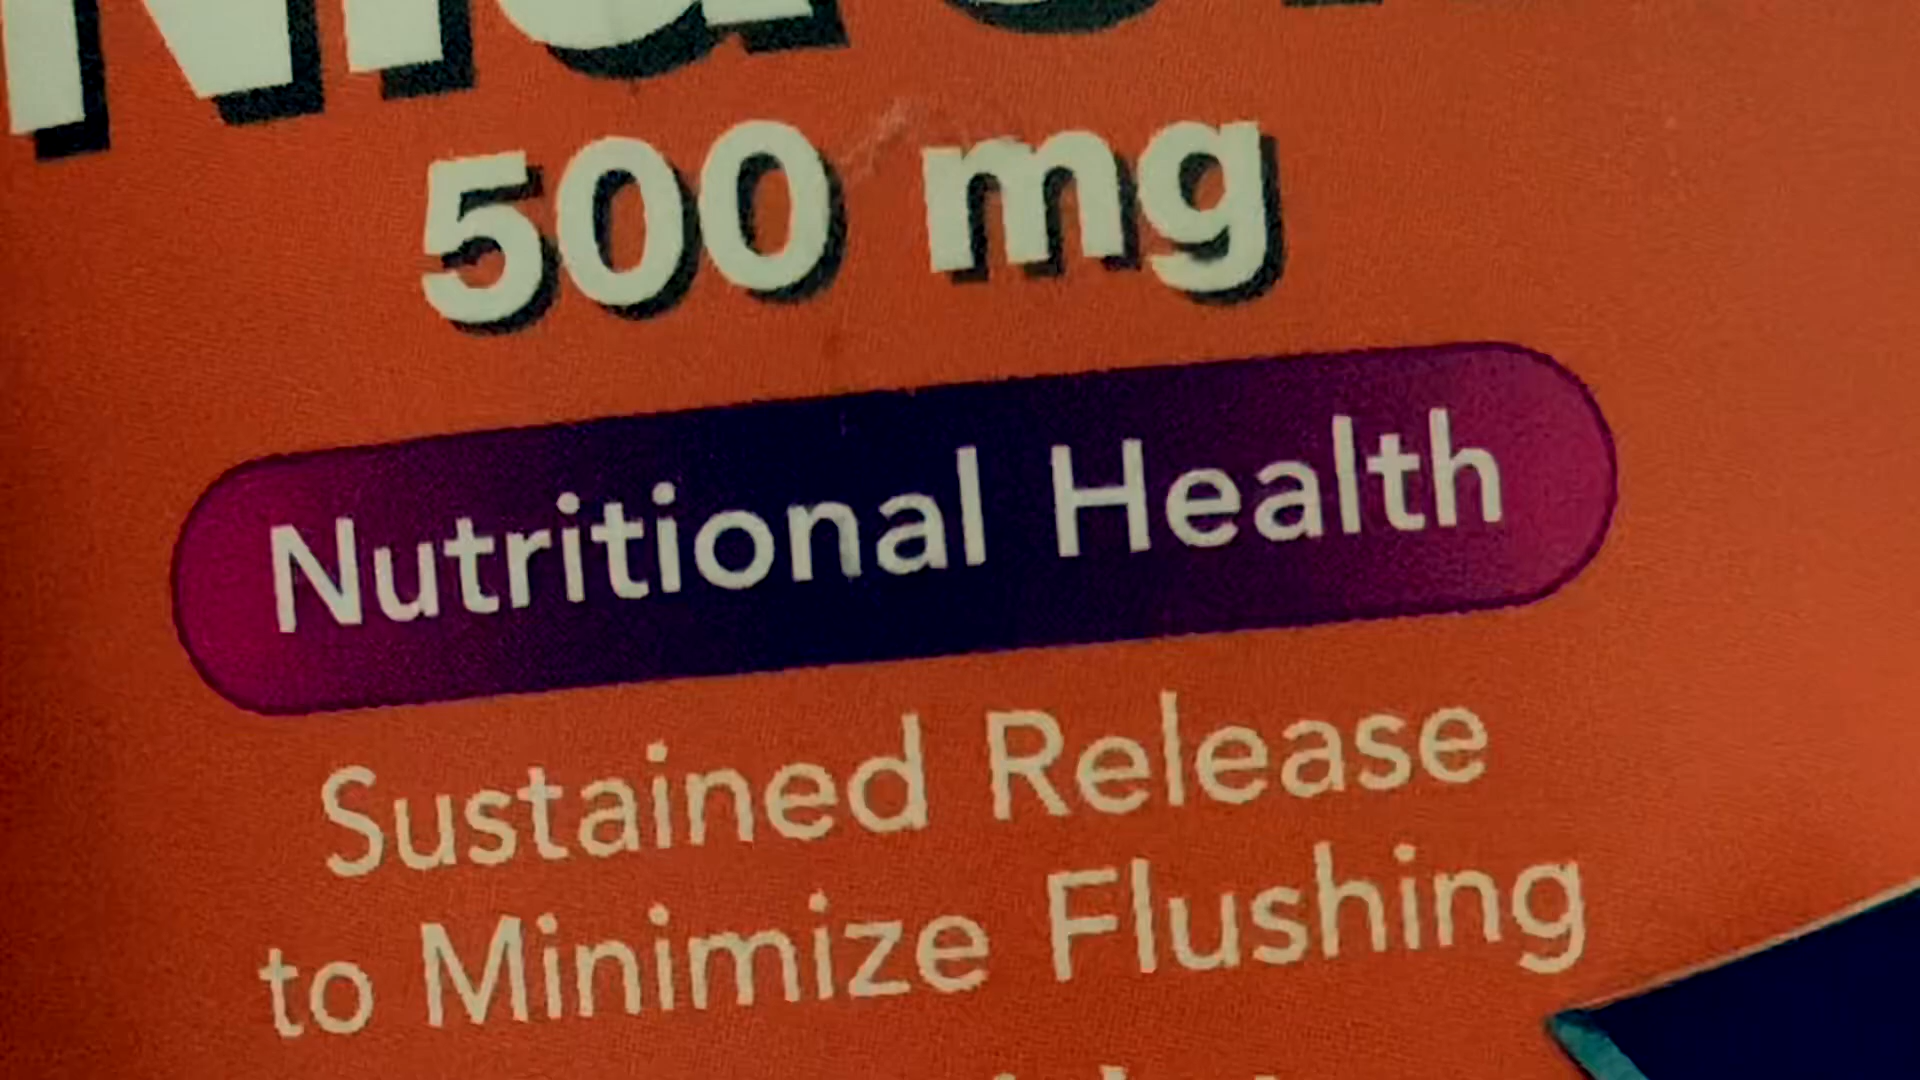 500 mg
Nutritional Health
Sustained Release
to Minimize Flushing